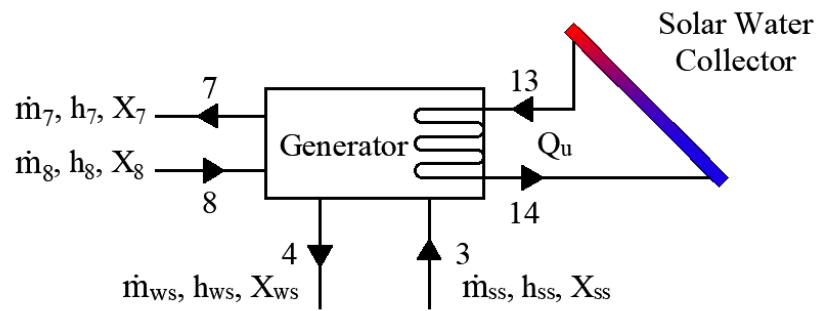 Solar Water
Collector
7
13
ṁ₇, h₇, X₇
Generator
Qᵤ
ṁ₈, h₈, X₈
8
14
4
3
ṁws, hws, Xws
ṁss, hss, Xss